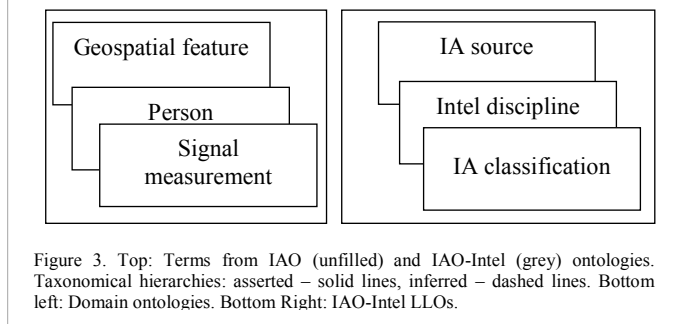 Geospatial feature
Person
Signal
measurement
IA source
Intel discipline
IA classification
Figure 3. Top: Terms from IAO (unfilled) and IAO-Intel (grey) ontologies.
Taxonomical hierarchies: asserted – solid lines, inferred – dashed lines. Bottom
left: Domain ontologies. Bottom Right: IAO-Intel LLOs.